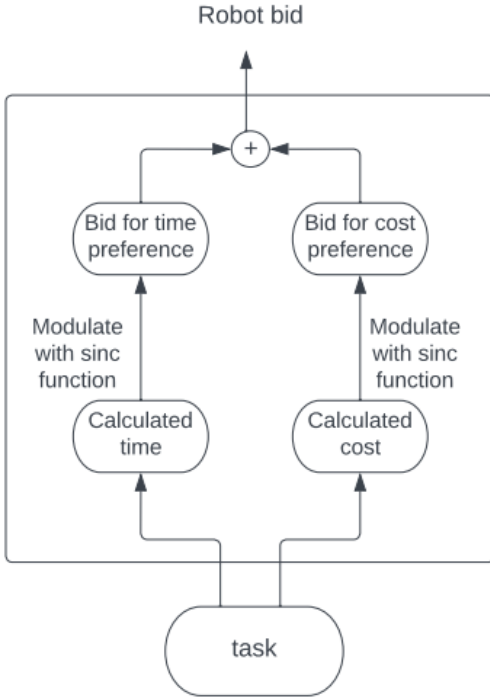 Robot bid
+
Bid for time
preference
Bid for cost
preference
Modulate
with sinc
function
Modulate
with sinc
function
Calculated
time
Calculated
cost
task